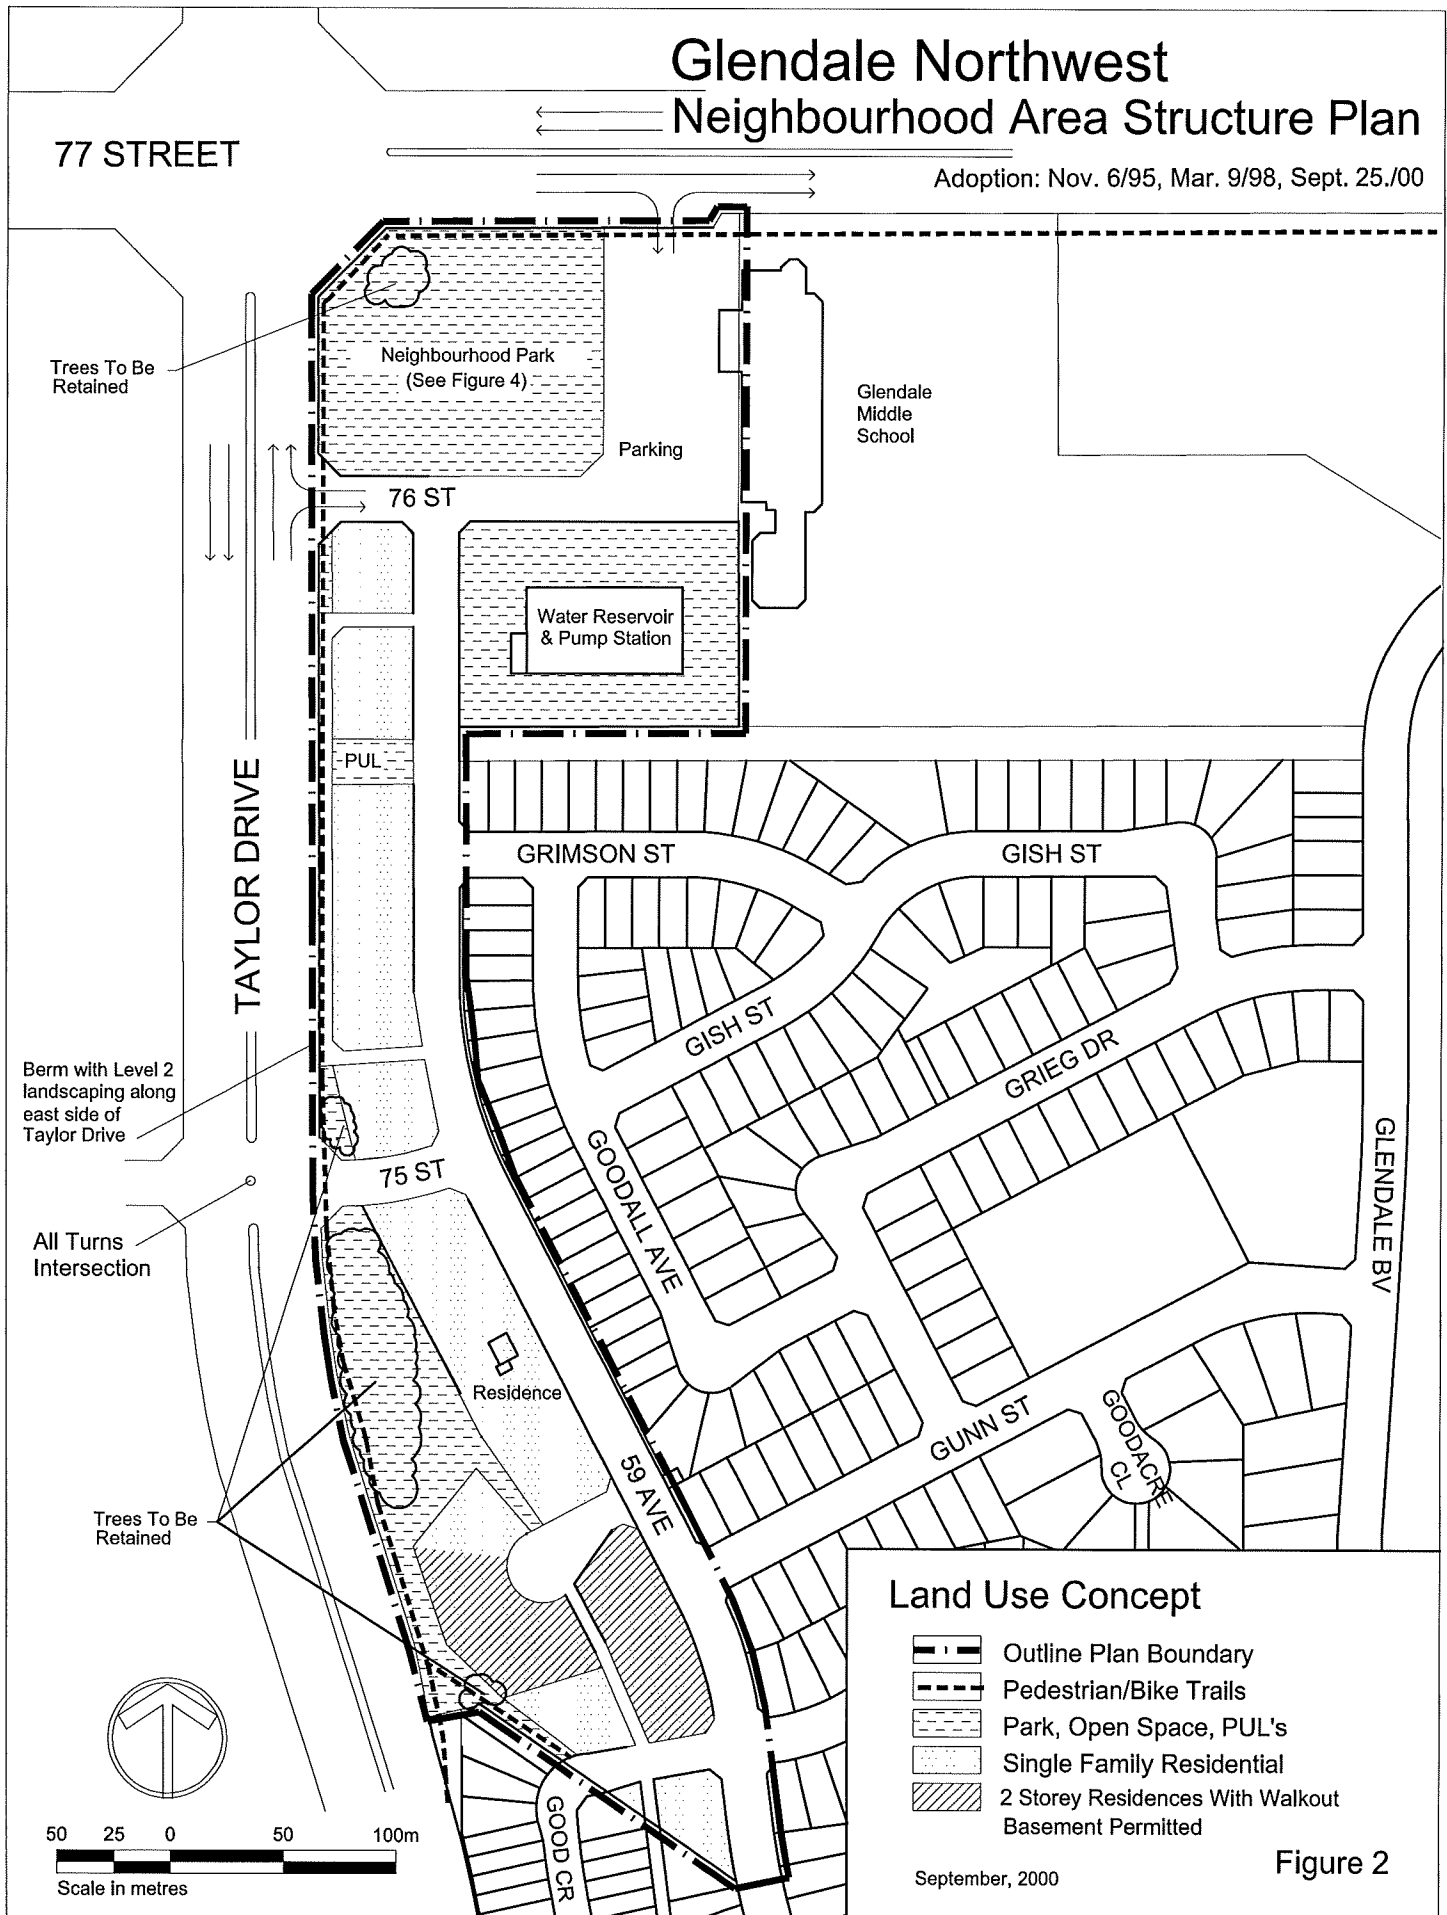 Glendale Northwest
Neighbourhood Area Structure Plan
77 STREET
Adoption: Nov. 6/95, Mar. 9/98, Sept. 25./00
Trees To Be
Retained
Neighbourhood Park
(See Figure 4)
Glendale
Middle
School
Parking
76 ST
Water Reservoir
& Pump Station
PUL
TAYLOR DRIVE
GRIMSON ST
GISH ST
GISH ST
GRIEG DR
Berm with Level 2
landscaping along
east side of
Taylor Drive
75 ST
GOODALL AVE
GLENDALE BV
All Turns
Intersection
Residence
59 AVE
GUNN ST
GOODACRE
CL
Trees To Be
Retained
GOOD CR
50 25 0 50 100m
Scale in metres
Land Use Concept
Outline Plan Boundary
Pedestrian/Bike Trails
Park, Open Space, PUL's
Single Family Residential
2 Storey Residences With Walkout
Basement Permitted
September, 2000
Figure 2